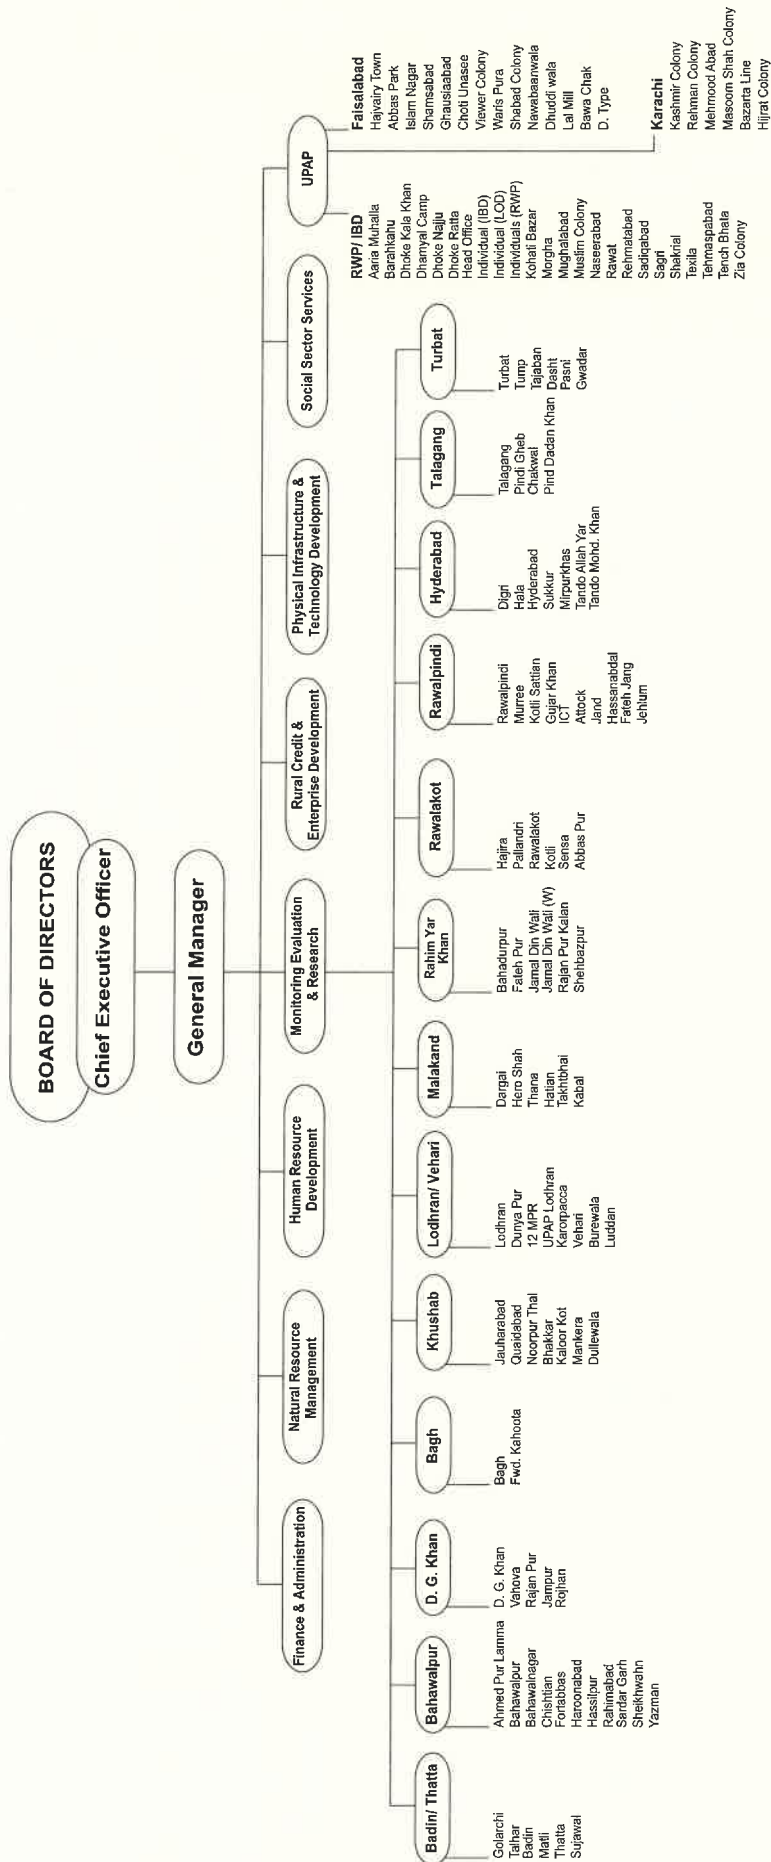 BOARD OF DIRECTORS
Chief Executive Officer
General Manager
Finance & Administration
Natural Resource
Management
Human Resource
Development
Monitoring Evaluation
& Research
Rural Credit &
Enterprise Development
Physical Infrastructure &
Technology Development
Social Sector Services
UPAP
Badin/ Thatta
Golarchi
Talhar
Badin
Matli
Thatta
Sujawal
Bahawalpur
Ahmed Pur Lamma
Bahawalpur
Bahawalnagar
Chishtian
Fortabbas
Haroonabad
Hassilpur
Rahimabad
Sardar Garh
Sheikhwahn
Yazman
D. G. Khan
D. G. Khan
Vahova
Rajan Pur
Jampur
Rojhan
Bagh
Bagh
Fwd. Kahoota
Khushab
Jauharabad
Quaidabad
Noorpur Thal
Bhakkar
Kaloor Kot
Mankera
Dullewala
Lodhran/ Vehari
Lodhran
Dunya Pur
12 MPR
UPAP Lodhran
Karorpacca
Vehari
Burewala
Luddan
Malakand
Dargai
Hero Shah
Thana
Hatian
Takhtbhai
Kabal
Rahim Yar
Khan
Bahadurpur
Fateh Pur
Jamal Din Wali
Jamal Din Wali (W)
Rajan Pur Kalan
Shehbazpur
Rawalakot
Hajira
Pallandri
Rawalakot
Kotli
Sensa
Abbas Pur
Rawalpindi
Rawalpindi
Murree
Kotli Sattian
Gujar Khan
ICT
Attock
Jand
Hassanabdal
Fateh Jang
Jehlum
Hyderabad
Digri
Hala
Hyderabad
Sukkur
Mirpurkhas
Tando Allah Yar
Tando Mohd. Khan
Talagang
Talagang
Pindi Gheb
Chakwal
Pind Dadan Khan
Turbat
Turbat
Tump
Tajaban
Dasht
Pasni
Gwadar
RWP/ IBD
Aaria Muhalla
Barahkahu
Dhoke Kala Khan
Dhamyal Camp
Dhoke Najju
Dhoke Ratta
Head Office
Individual (IBD)
Individual (LOD)
Individuals (RWP)
Kohati Bazar
Morgha
Mughalabad
Muslim Colony
Naseerabad
Rawat
Rehmatabad
Sadiqabad
Sagri
Shakrial
Texila
Tehmaspabad
Tench Bhata
Zia Colony
Faisalabad
Hajvairy Town
Abbas Park
Islam Nagar
Shamsabad
Ghausiaabad
Choti Unasee
Viewer Colony
Waris Pura
Shabad Colony
Nawabaanwala
Dhuddi wala
Lal Mill
Bawa Chak
D. Type
Karachi
Kashmir Colony
Rehman Colony
Mehmood Abad
Masoom Shah Colony
Bazarta Line
Hijrat Colony